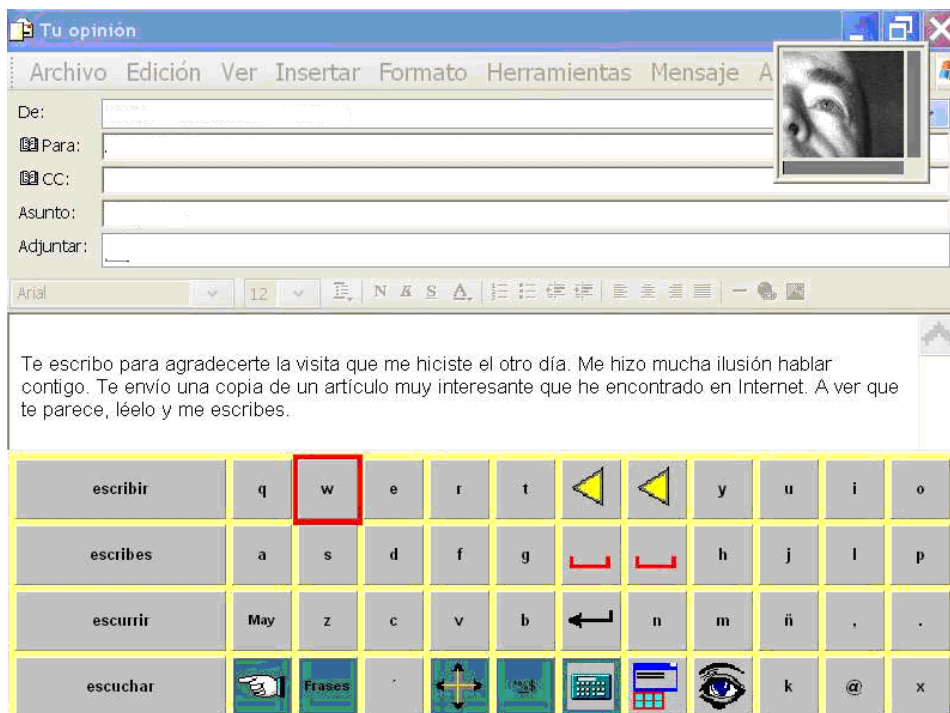 Tu opinión
Archivo Edición Ver Insertar Formato Herramientas Mensaje A
De:
Para: .
CC:
Asunto:
Adjuntar:
Arial 12 N K S A
Te escribo para agradecerte la visita que me hiciste el otro día. Me hizo mucha ilusión hablar
contigo. Te envío una copia de un artículo muy interesante que he encontrado en Internet. A ver que
te parece, léelo y me escribes.
escribir q w e r t y u i o
escribes a s d f g h j l p
escurrir May z c v b n m ñ , .
escuchar Frases ´ k @ x